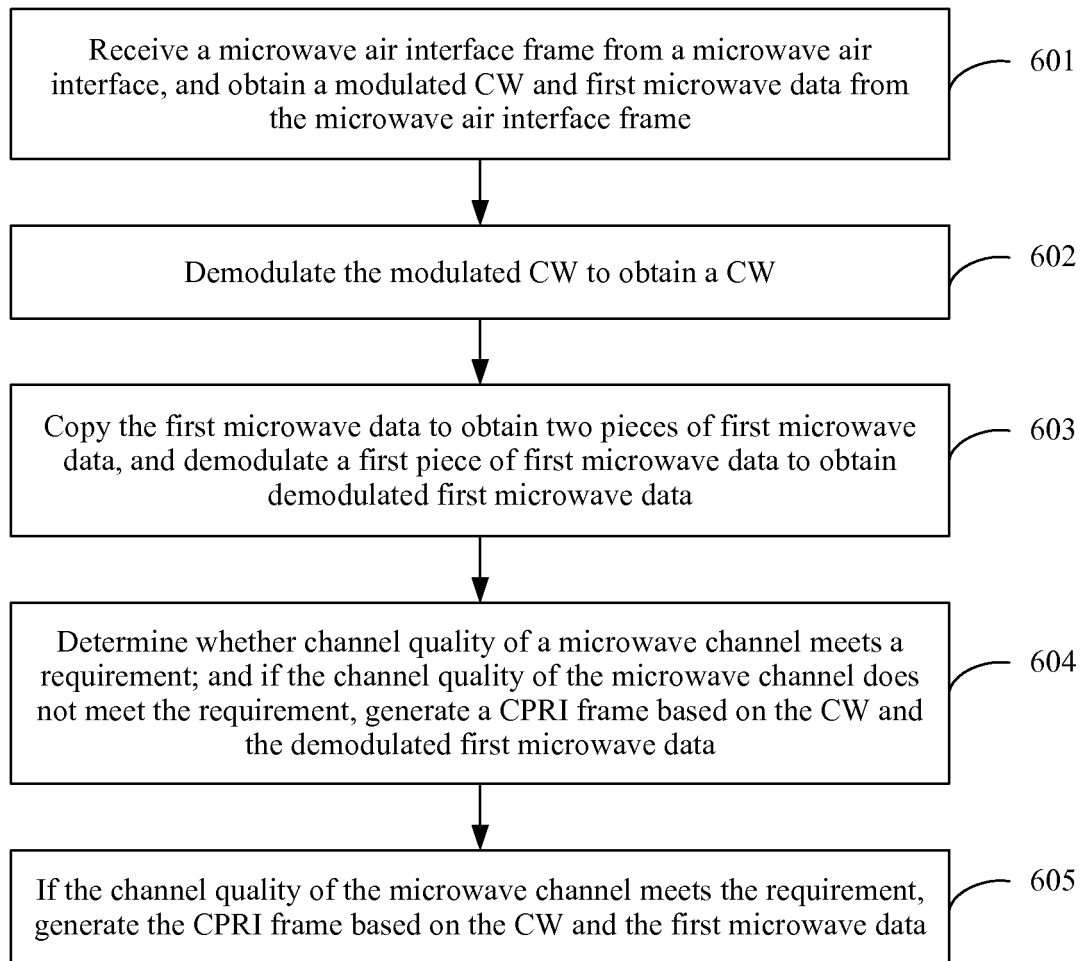 Receive a microwave air interface frame from a microwave air
interface, and obtain a modulated CW and first microwave data from
the microwave air interface frame
601
Demodulate the modulated CW to obtain a CW
602
Copy the first microwave data to obtain two pieces of first microwave
data, and demodulate a first piece of first microwave data to obtain
demodulated first microwave data
603
Determine whether channel quality of a microwave channel meets a
requirement; and if the channel quality of the microwave channel does
not meet the requirement, generate a CPRI frame based on the CW and
the demodulated first microwave data
604
If the channel quality of the microwave channel meets the requirement,
generate the CPRI frame based on the CW and the first microwave data
605